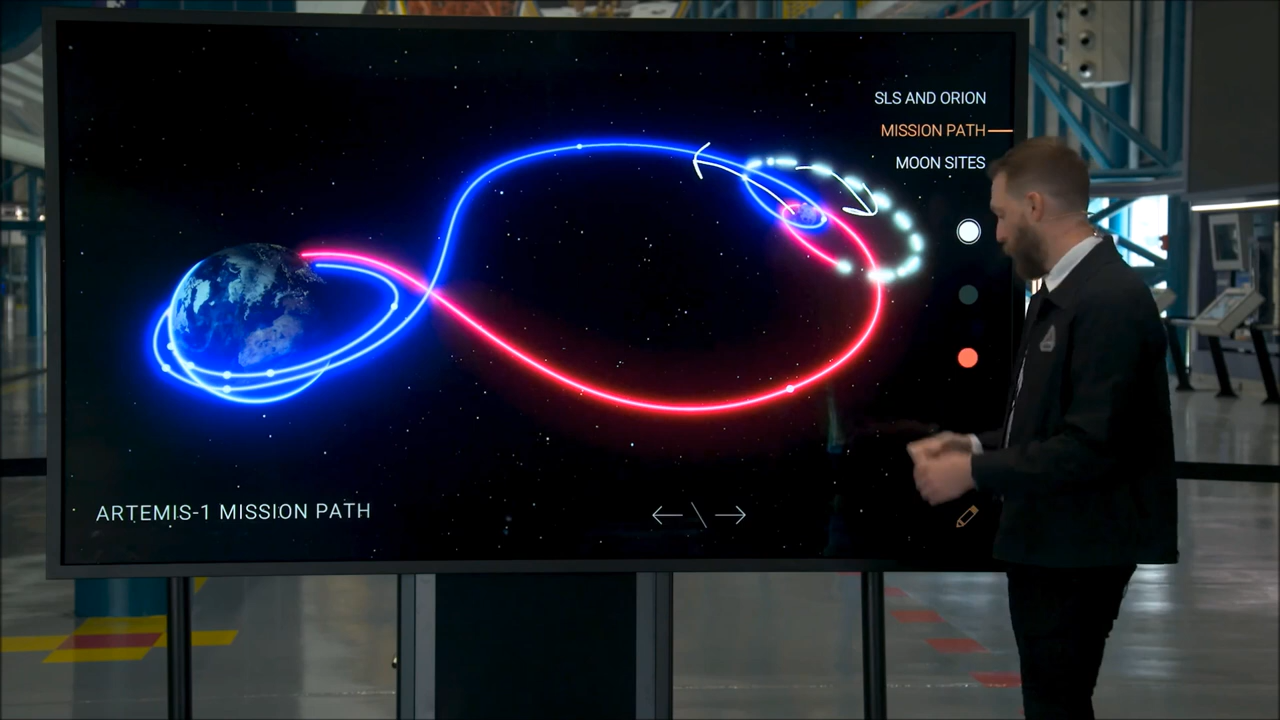 SLS AND ORION
MISSION PATH
MOON SITES
ARTEMIS-1 MISSION PATH